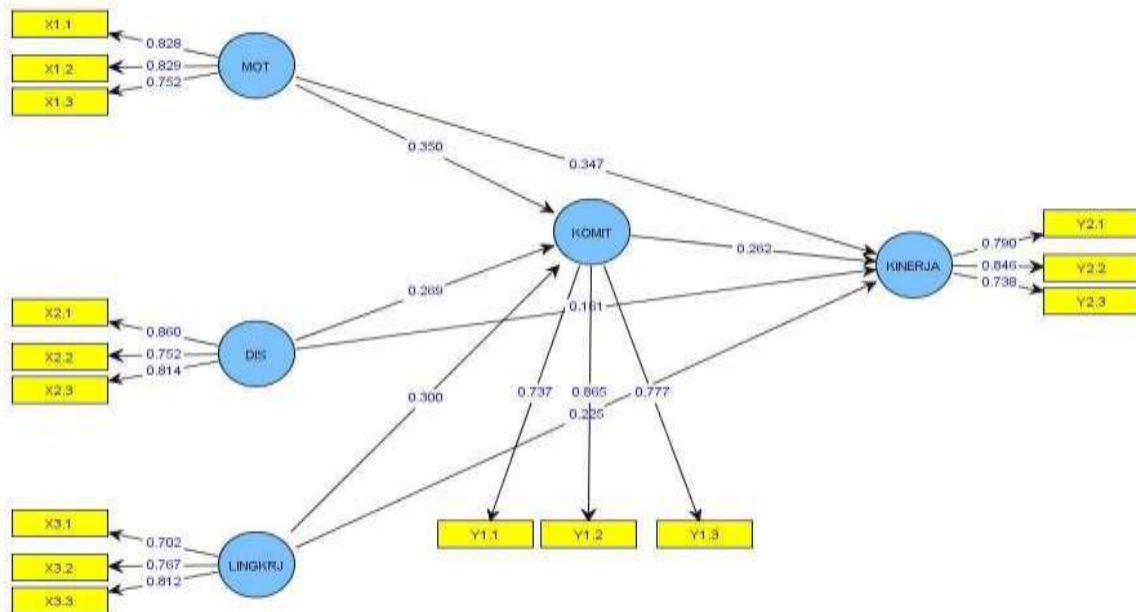 X1.1
0.828
X1.2
0.829
MOT
X1.3
0.752
0.350
0.347
KOMIT
0.262
KINERJA
Y2.1
0.790
Y2.2
0.846
Y2.3
0.738
X2.1
0.860
X2.2
0.752
DIS
X2.3
0.814
0.269
0.161
0.300
0.737
0.865
0.777
0.225
X3.1
0.702
X3.2
0.767
LINGKRJ
X3.3
0.812
Y1.1
Y1.2
Y1.3